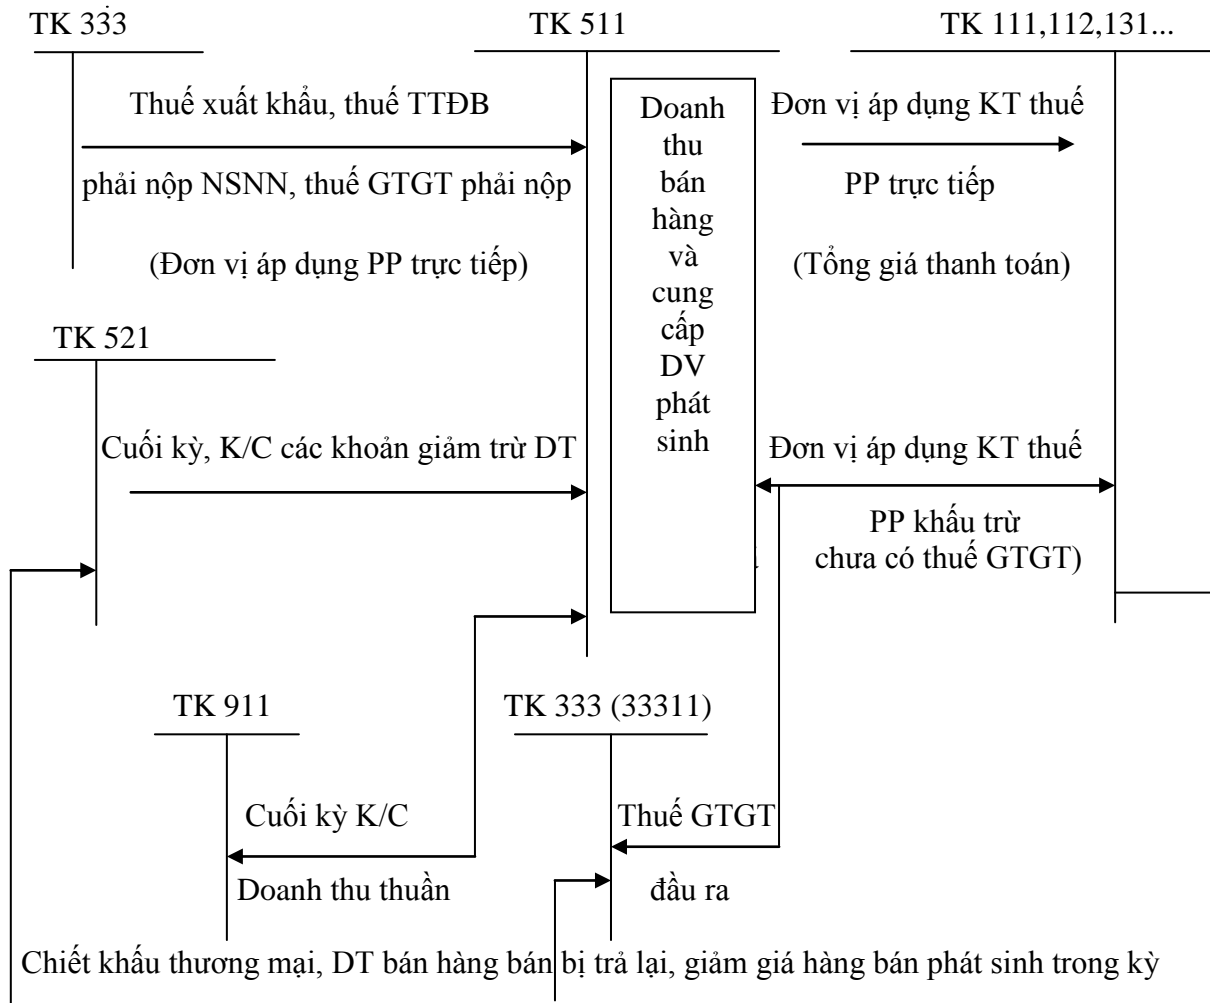 TK 333
TK 511
TK 111,112,131...
Thuế xuất khẩu, thuế TTĐB
phải nộp NSNN, thuế GTGT phải nộp
(Đơn vị áp dụng PP trực tiếp)
Doanh
thu
bán
hàng
và
cung
cấp
DV
phát
sinh
Đơn vị áp dụng KT thuế
PP trực tiếp
(Tổng giá thanh toán)
TK 521
Cuối kỳ, K/C các khoản giảm trừ DT
Đơn vị áp dụng KT thuế
PP khấu trừ
chưa có thuế GTGT)
TK 911
TK 333 (33311)
Cuối kỳ K/C
Doanh thu thuần
Thuế GTGT
đầu ra
Chiết khấu thương mại, DT bán hàng bán bị trả lại, giảm giá hàng bán phát sinh trong kỳ